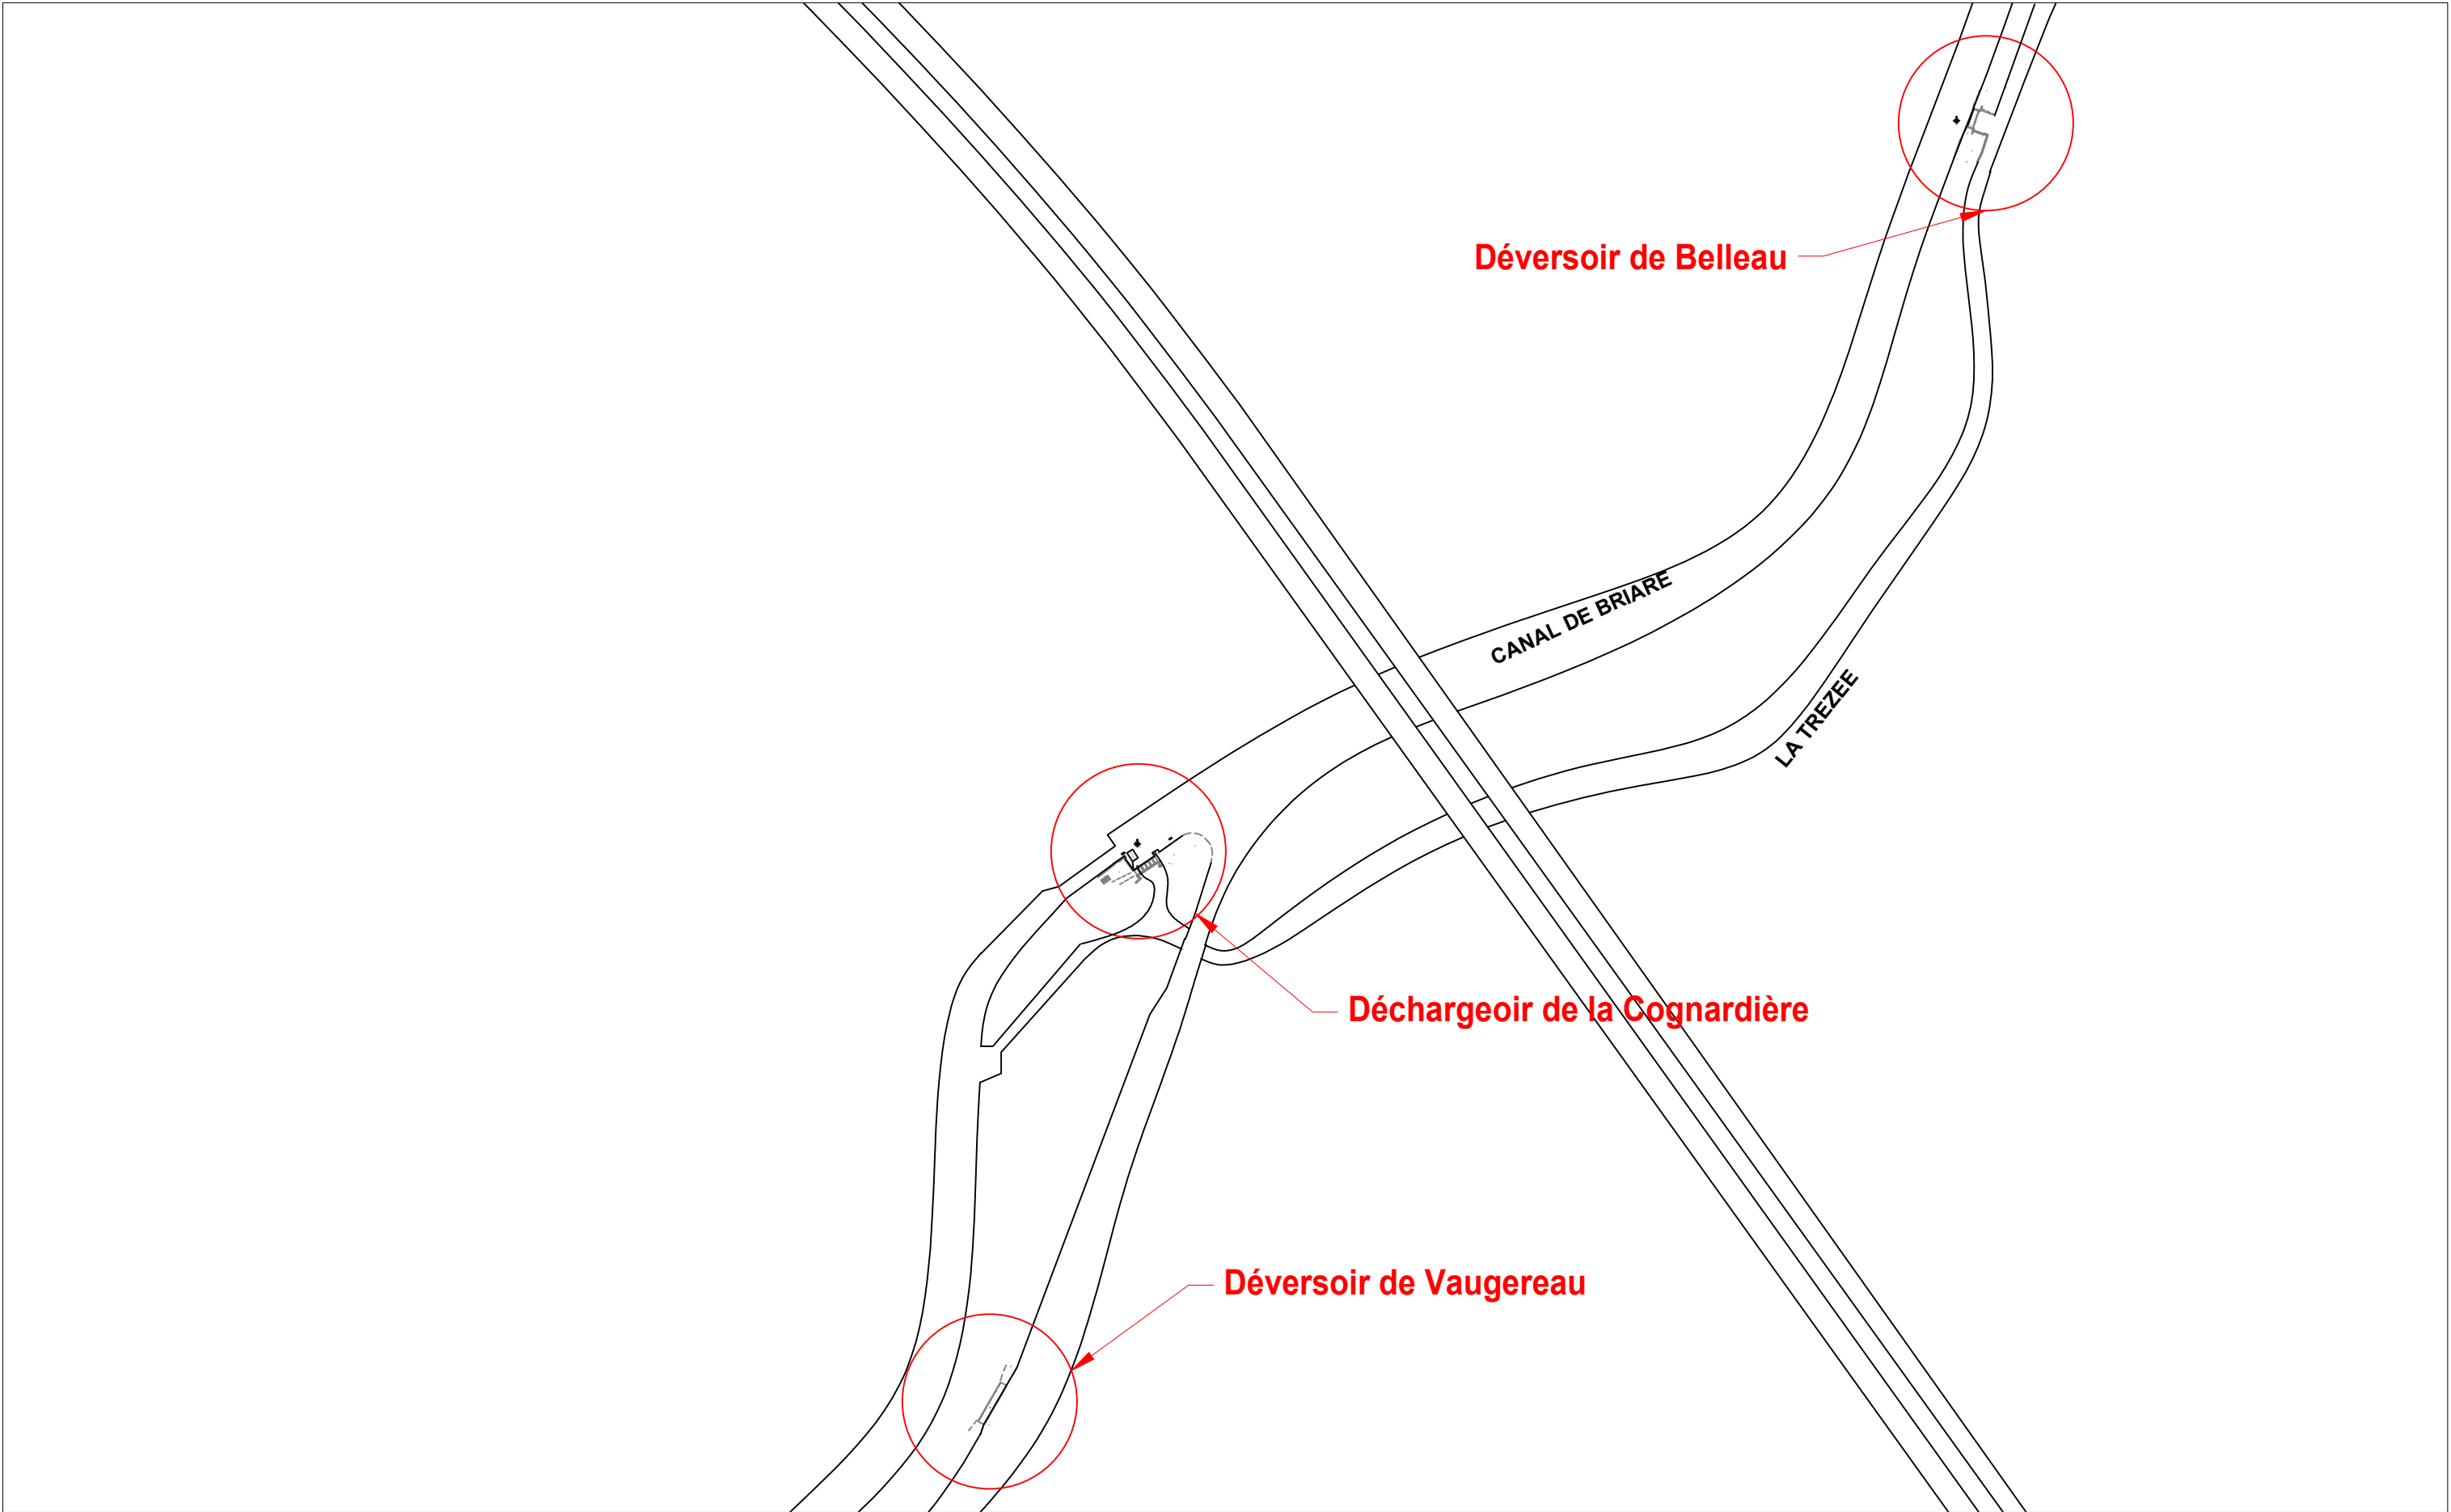 Déversoir de Belleau
CANAL DE BRIARE
LA TREZEE
Déchargeoir de la Cognardière
Déversoir de Vaugereau